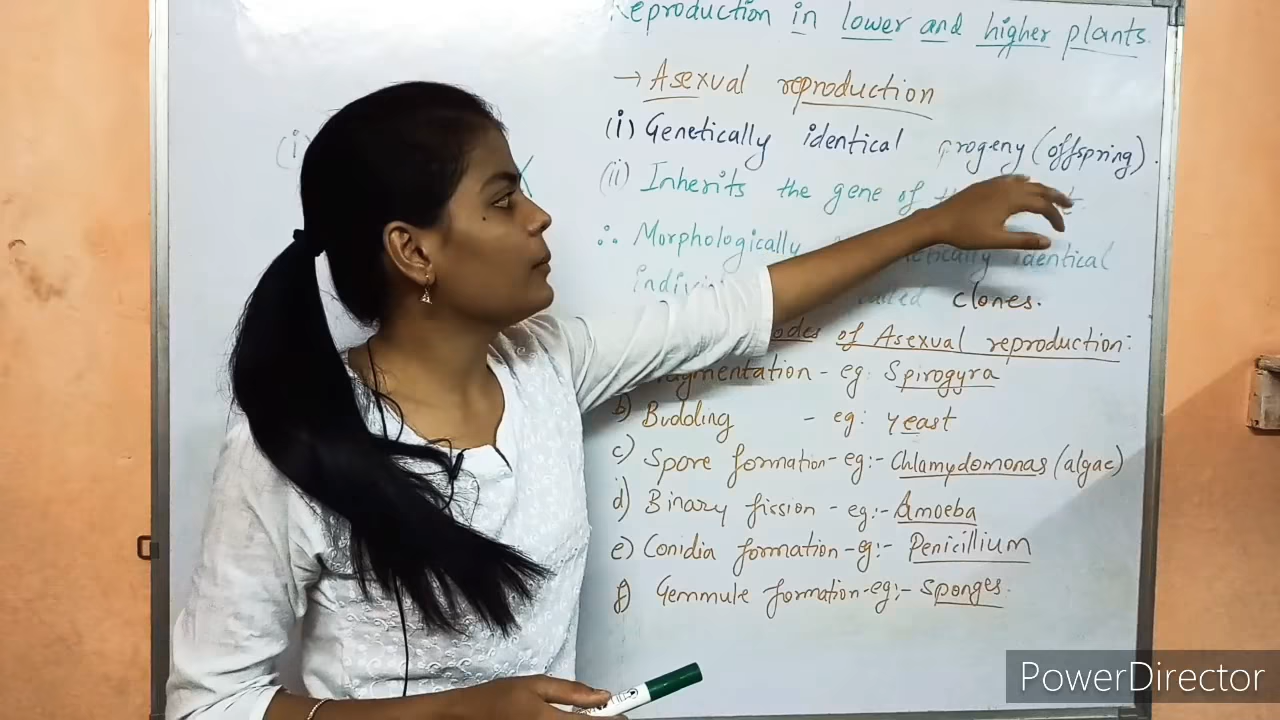 Reproduction in lower and higher plants.
→ Asexual reproduction
(i) Genetically identical progeny (offspring).
(ii) Inherits the gene of
∴ Morphologically identical
called clones.
of Asexual reproduction:
- eg: Spirogyra
b) Budding - eg: yeast
c) Spore formation - eg:- Chlamydomonas (algae)
d) Binary fission - eg:- Amoeba
e) Conidia formation - eg:- Penicillium
f) Gemmule formation - eg:- Sponges.
(i)
PowerDirector